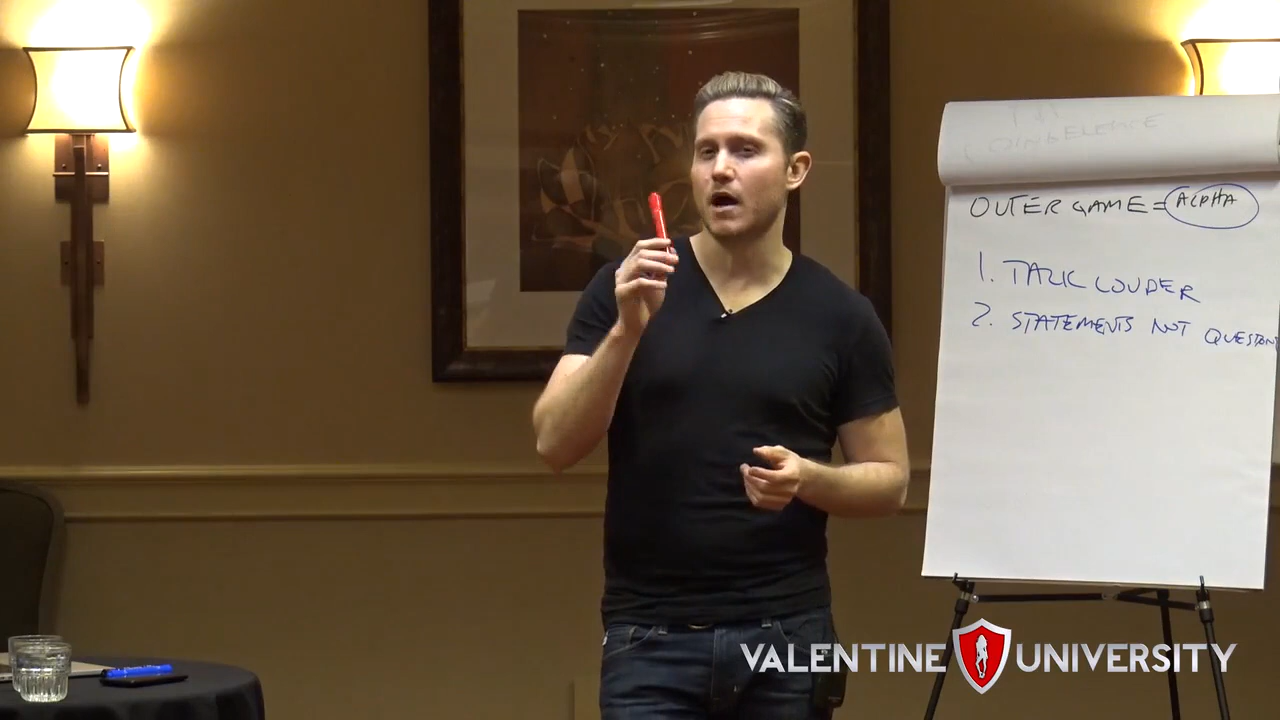 OUTER GAME = ALPHA
1. TALK LOUDER
2. STATEMENTS NOT QUESTIONS
VALENTINE UNIVERSITY